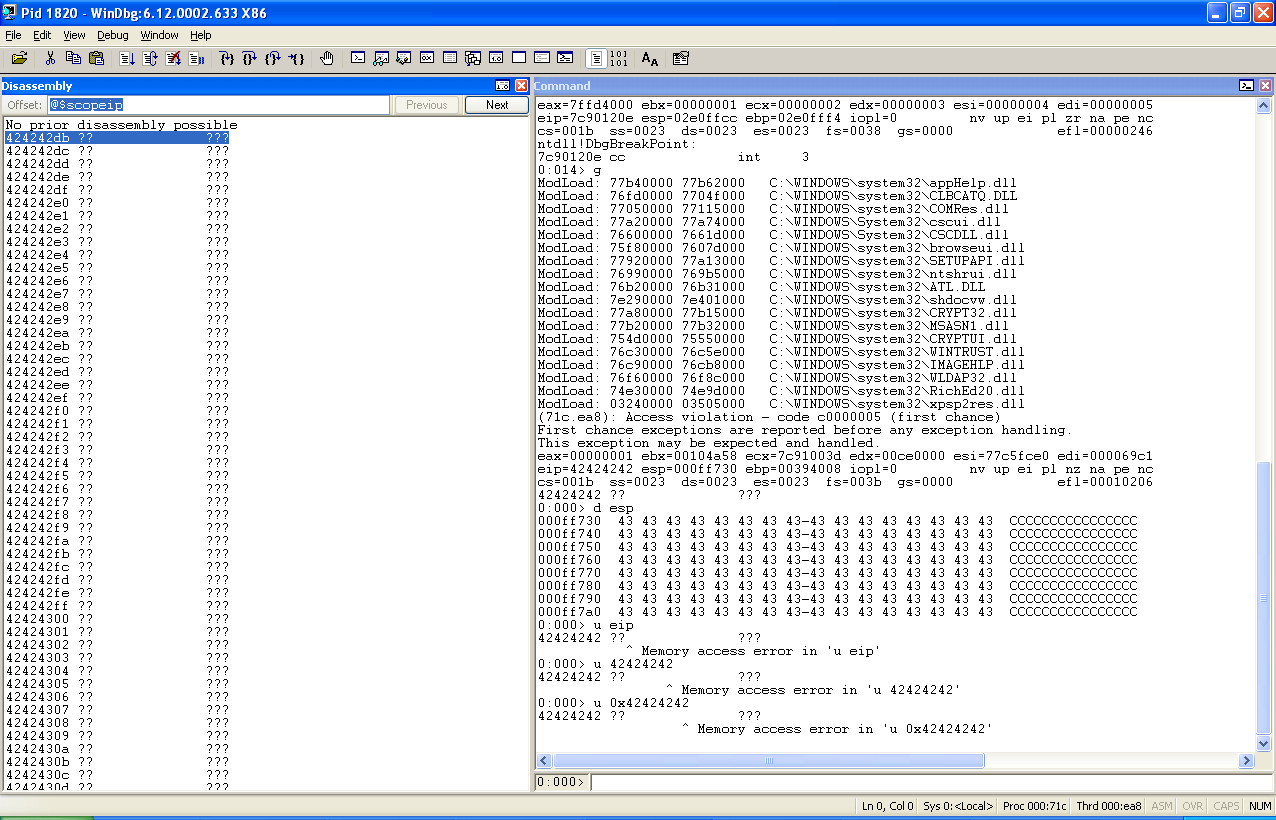 Pid 1820 - WinDbg:6.12.0002.633 X86
File Edit View Debug Window Help
Disassembly
Offset: @$scopeip Previous Next
No prior disassembly possible
424242db ?? ???
424242dc ?? ???
424242dd ?? ???
424242de ?? ???
424242df ?? ???
424242e0 ?? ???
424242e1 ?? ???
424242e2 ?? ???
424242e3 ?? ???
424242e4 ?? ???
424242e5 ?? ???
424242e6 ?? ???
424242e7 ?? ???
424242e8 ?? ???
424242e9 ?? ???
424242ea ?? ???
424242eb ?? ???
424242ec ?? ???
424242ed ?? ???
424242ee ?? ???
424242ef ?? ???
424242f0 ?? ???
424242f1 ?? ???
424242f2 ?? ???
424242f3 ?? ???
424242f4 ?? ???
424242f5 ?? ???
424242f6 ?? ???
424242f7 ?? ???
424242f8 ?? ???
424242f9 ?? ???
424242fa ?? ???
424242fb ?? ???
424242fc ?? ???
424242fd ?? ???
424242fe ?? ???
424242ff ?? ???
42424300 ?? ???
42424301 ?? ???
42424302 ?? ???
42424303 ?? ???
42424304 ?? ???
42424305 ?? ???
42424306 ?? ???
42424307 ?? ???
42424308 ?? ???
42424309 ?? ???
4242430a ?? ???
4242430b ?? ???
4242430c ?? ???
4242430d ?? ???
Command
eax=7ffd4000 ebx=00000001 ecx=00000002 edx=00000003 esi=00000004 edi=00000005
eip=7c90120e esp=02e0ffcc ebp=02e0fff4 iopl=0 nv up ei pl zr na pe nc
cs=001b ss=0023 ds=0023 es=0023 fs=0038 gs=0000 efl=00000246
ntdll!DbgBreakPoint:
7c90120e cc int 3
0:014> g
ModLoad: 77b40000 77b62000 C:\WINDOWS\system32\appHelp.dll
ModLoad: 76fd0000 7704f000 C:\WINDOWS\system32\CLBCATQ.DLL
ModLoad: 77050000 77115000 C:\WINDOWS\system32\COMRes.dll
ModLoad: 77a20000 77a74000 C:\WINDOWS\System32\cscui.dll
ModLoad: 76600000 7661d000 C:\WINDOWS\System32\CSCDLL.dll
ModLoad: 75f80000 7607d000 C:\WINDOWS\system32\browseui.dll
ModLoad: 77920000 77a13000 C:\WINDOWS\system32\SETUPAPI.dll
ModLoad: 76990000 769b5000 C:\WINDOWS\system32\ntshrui.dll
ModLoad: 76b20000 76b31000 C:\WINDOWS\system32\ATL.DLL
ModLoad: 7e290000 7e401000 C:\WINDOWS\system32\shdocvw.dll
ModLoad: 77a80000 77b15000 C:\WINDOWS\system32\CRYPT32.dll
ModLoad: 77b20000 77b32000 C:\WINDOWS\system32\MSASN1.dll
ModLoad: 754d0000 75550000 C:\WINDOWS\system32\CRYPTUI.dll
ModLoad: 76c30000 76c5e000 C:\WINDOWS\system32\WINTRUST.dll
ModLoad: 76c90000 76cb8000 C:\WINDOWS\system32\IMAGEHLP.dll
ModLoad: 76f60000 76f8c000 C:\WINDOWS\system32\WLDAP32.dll
ModLoad: 74e30000 74e9d000 C:\WINDOWS\system32\RichEd20.dll
ModLoad: 03240000 03505000 C:\WINDOWS\system32\xpsp2res.dll
(71c.ea8): Access violation - code c0000005 (first chance)
First chance exceptions are reported before any exception handling.
This exception may be expected and handled.
eax=00000001 ebx=00104a58 ecx=7c91003d edx=00ce0000 esi=77c5fce0 edi=000069c1
eip=42424242 esp=000ff730 ebp=00394008 iopl=0 nv up ei pl nz na pe nc
cs=001b ss=0023 ds=0023 es=0023 fs=003b gs=0000 efl=00010206
42424242 ?? ???
0:000> d esp
000ff730 43 43 43 43 43 43 43 43-43 43 43 43 43 43 43 43 CCCCCCCCCCCCCCCC
000ff740 43 43 43 43 43 43 43 43-43 43 43 43 43 43 43 43 CCCCCCCCCCCCCCCC
000ff750 43 43 43 43 43 43 43 43-43 43 43 43 43 43 43 43 CCCCCCCCCCCCCCCC
000ff760 43 43 43 43 43 43 43 43-43 43 43 43 43 43 43 43 CCCCCCCCCCCCCCCC
000ff770 43 43 43 43 43 43 43 43-43 43 43 43 43 43 43 43 CCCCCCCCCCCCCCCC
000ff780 43 43 43 43 43 43 43 43-43 43 43 43 43 43 43 43 CCCCCCCCCCCCCCCC
000ff790 43 43 43 43 43 43 43 43-43 43 43 43 43 43 43 43 CCCCCCCCCCCCCCCC
000ff7a0 43 43 43 43 43 43 43 43-43 43 43 43 43 43 43 43 CCCCCCCCCCCCCCCC
0:000> u eip
42424242 ?? ???
^ Memory access error in 'u eip'
0:000> u 42424242
42424242 ?? ???
^ Memory access error in 'u 42424242'
0:000> u 0x42424242
42424242 ?? ???
^ Memory access error in 'u 0x42424242'
0:000>
Ln 0, Col 0 Sys 0:<Local> Proc 000:71c Thrd 000:ea8 ASM OVR CAPS NUM